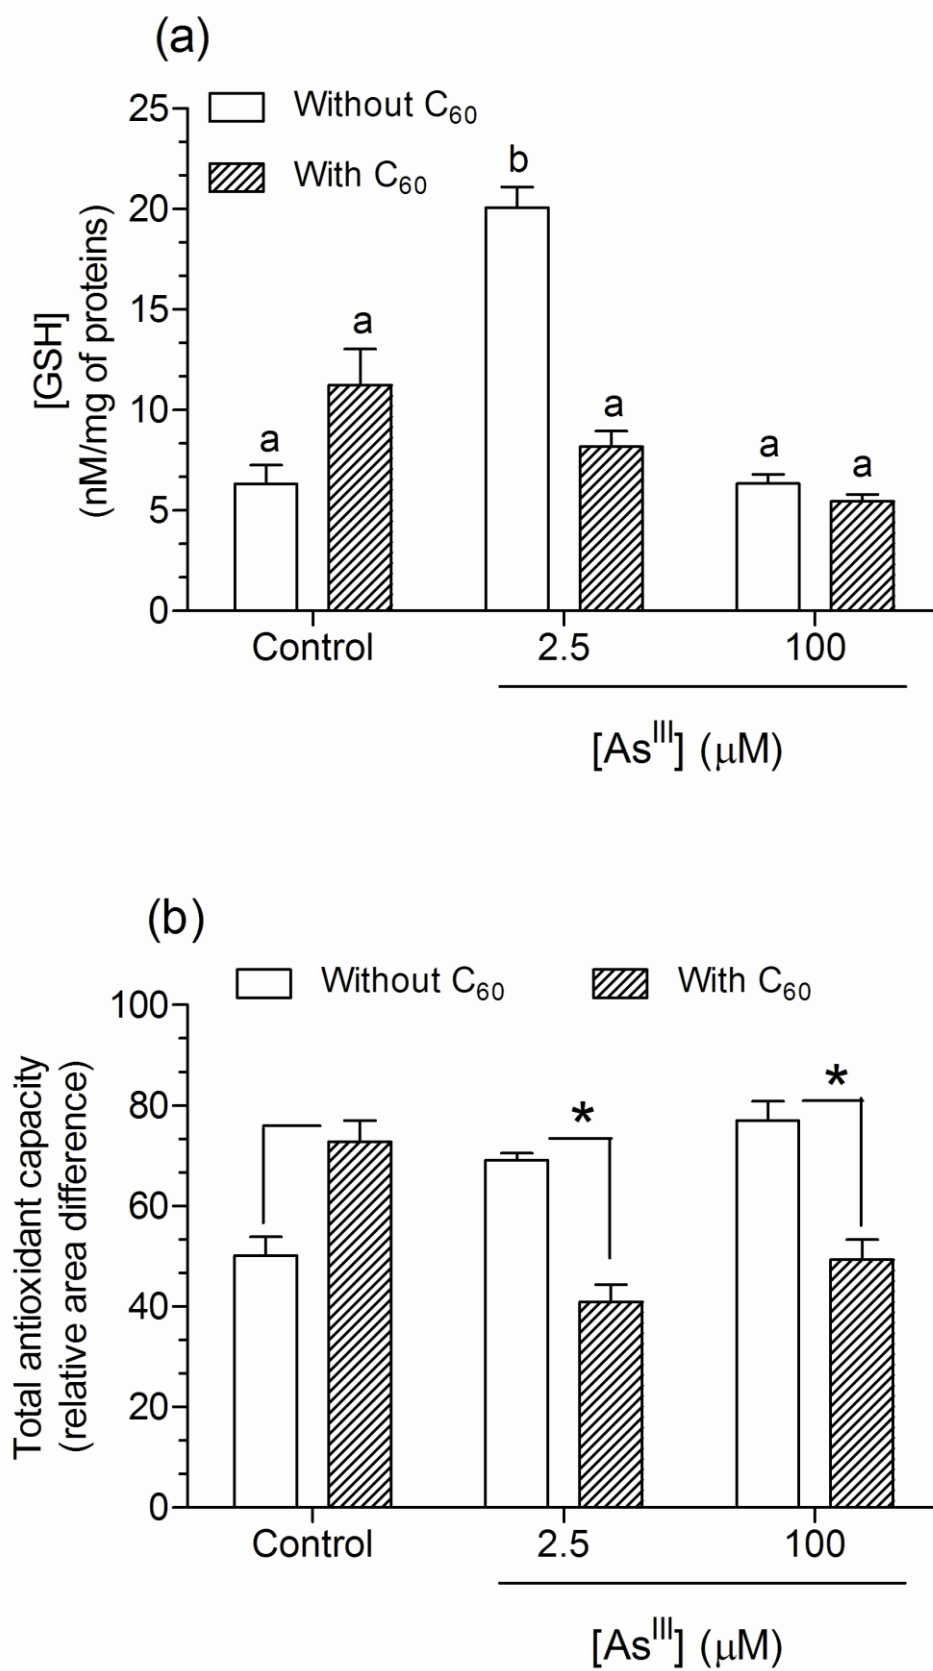 (a)
Without C60
With C60
[GSH]
(nM/mg of proteins)
25
20
15
10
5
0
a
a
b
a
a
a
Control 2.5 100
[AsIII] (μM)
(b)
Without C60 With C60
Total antioxidant capacity
(relative area difference)
100
80
60
40
20
0
*
*
Control 2.5 100
[AsIII] (μM)